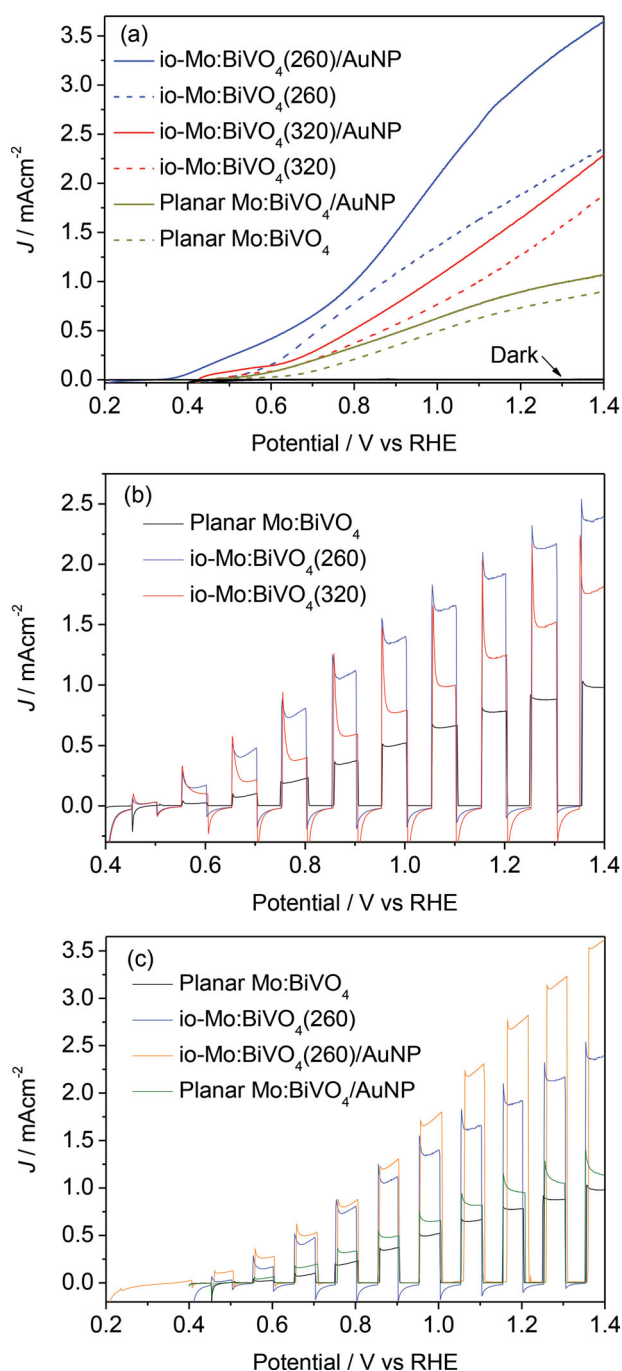 (a)
io-Mo:BiVO₄(260)/AuNP
io-Mo:BiVO₄(260)
io-Mo:BiVO₄(320)/AuNP
io-Mo:BiVO₄(320)
Planar Mo:BiVO₄/AuNP
Planar Mo:BiVO₄
Dark
J / mAcm⁻²
3.5
3.0
2.5
2.0
1.5
1.0
0.5
0.0
0.2 0.4 0.6 0.8 1.0 1.2 1.4
Potential / V vs RHE
(b)
Planar Mo:BiVO₄
io-Mo:BiVO₄(260)
io-Mo:BiVO₄(320)
J / mAcm⁻²
2.5
2.0
1.5
1.0
0.5
0.0
0.4 0.6 0.8 1.0 1.2 1.4
Potential / V vs RHE
(c)
Planar Mo:BiVO₄
io-Mo:BiVO₄(260)
io-Mo:BiVO₄(260)/AuNP
Planar Mo:BiVO₄/AuNP
J / mAcm⁻²
3.5
3.0
2.5
2.0
1.5
1.0
0.5
0.0
0.2 0.4 0.6 0.8 1.0 1.2 1.4
Potential / V vs RHE